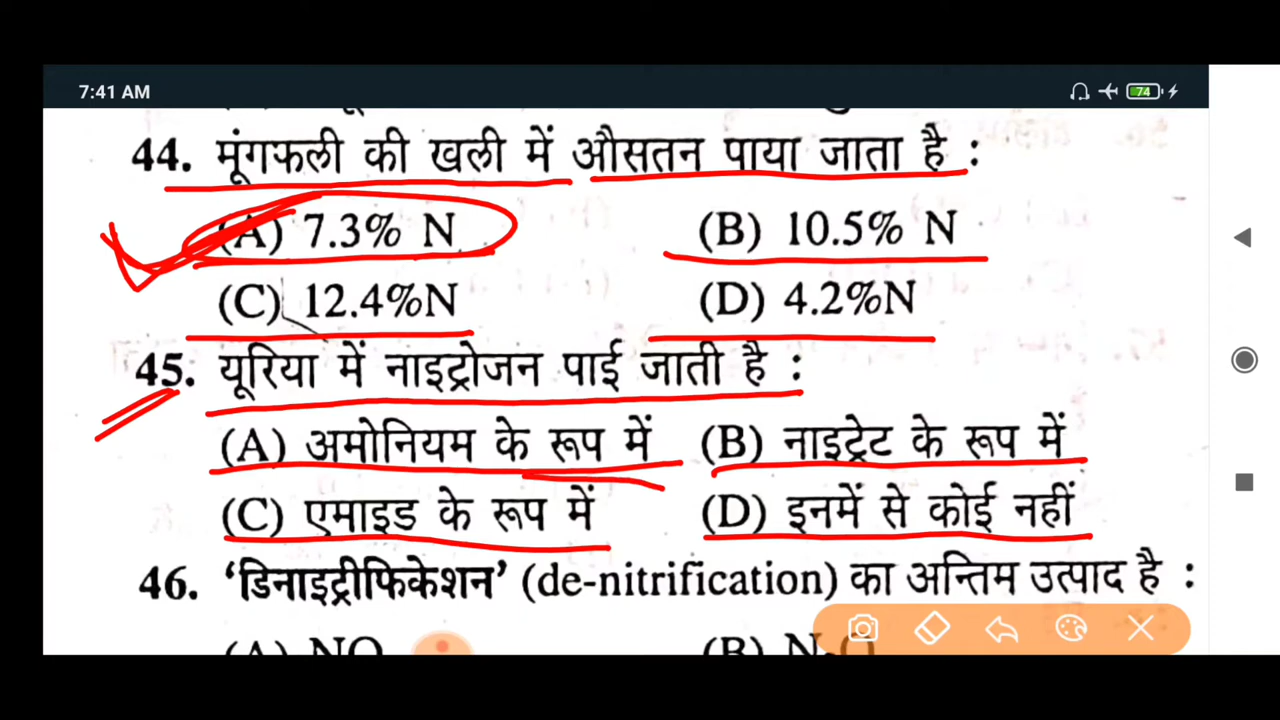 7:41 AM
74
44. मूंगफली की खली में औसतन पाया जाता है :
(A) 7.3% N (B) 10.5% N
(C) 12.4%N (D) 4.2%N
45. यूरिया में नाइट्रोजन पाई जाती है :
(A) अमोनियम के रूप में (B) नाइट्रेट के रूप में
(C) एमाइड के रूप में (D) इनमें से कोई नहीं
46. ‘डिनाइट्रीफिकेशन’ (de-nitrification) का अन्तिम उत्पाद है :
(A) (B)